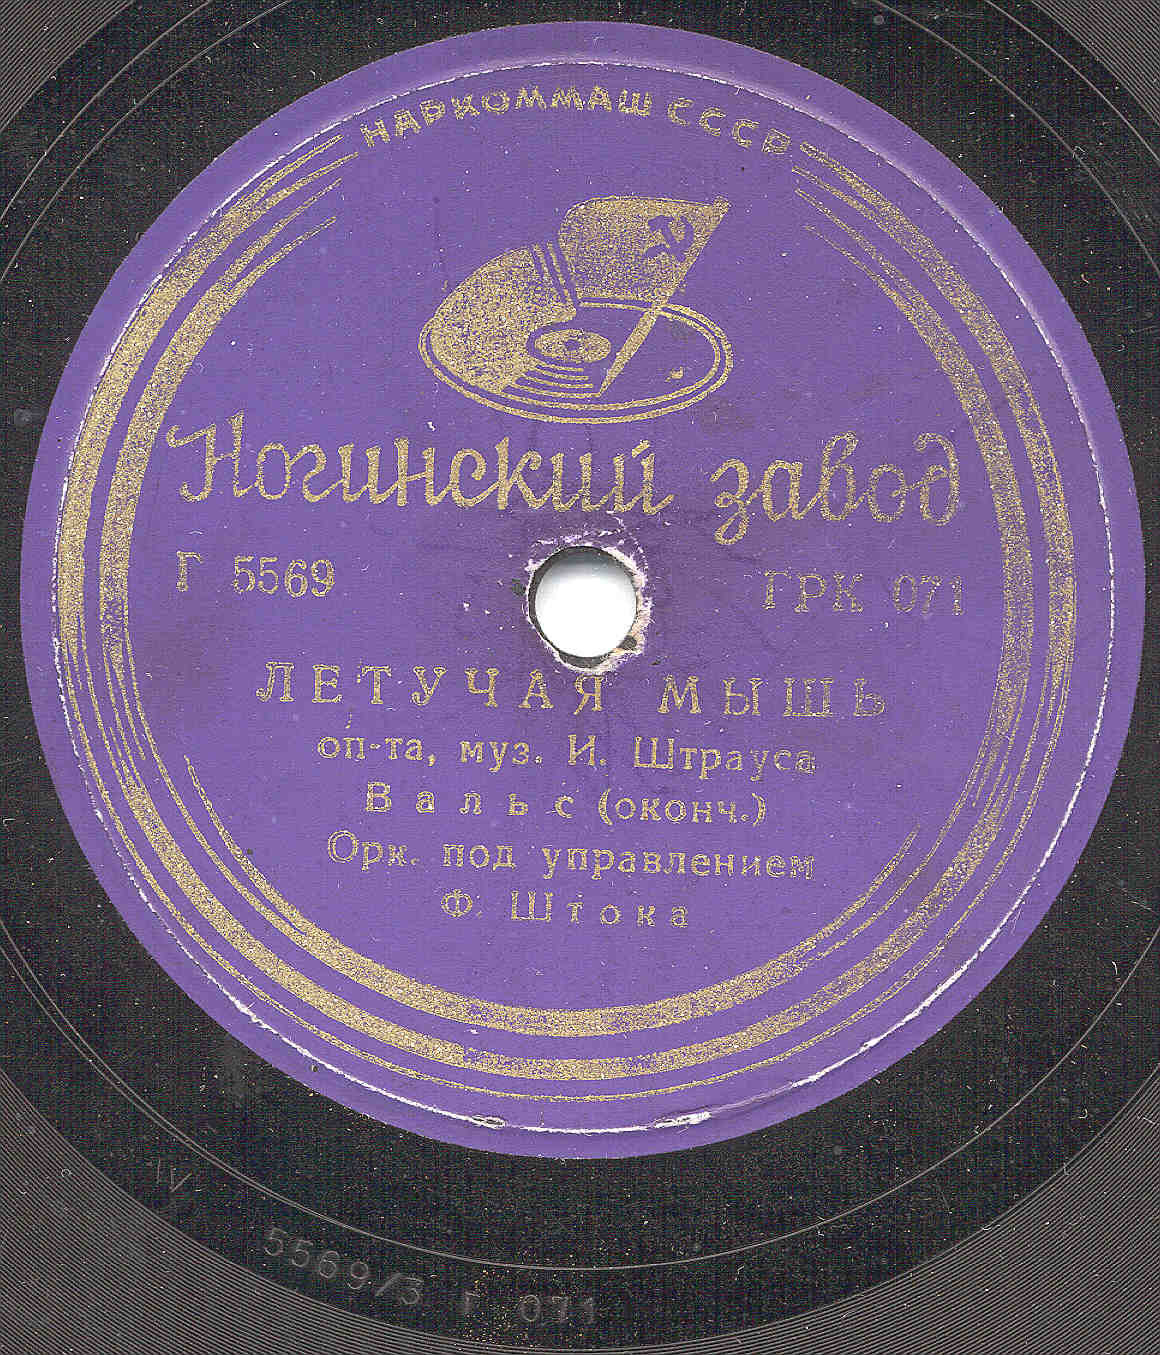 НАРКОММАШ СССР
Ногинский завод
Г 5569 ГРК 071
ЛЕТУЧАЯ МЫШЬ
оп-та, муз. И. Штрауса
Вальс (оконч.)
Орк. под управлением
Ф. Штока
IV 5569/3 Г 071